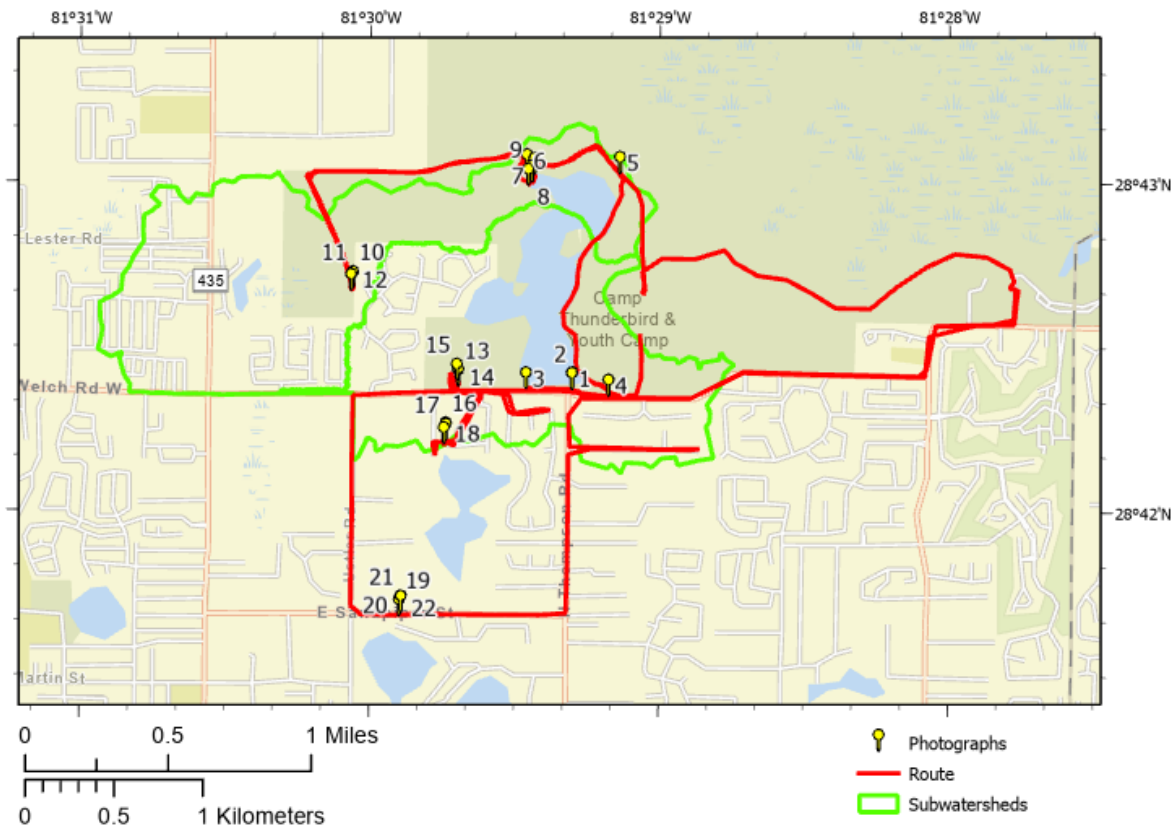 81°31'W 81°30'W 81°29'W 81°28'W
9 6 5
7
8
28°43'N
Lester Rd
11 10
12
435
Camp
Thunderbird &
Youth Camp
15 13
14
2
3 1 4
Welch Rd W
17 16
18
28°42'N
Thompson Rd
21 19
20 22
E
St
Martin St
0 0.5 1 Miles
0 0.5 1 Kilometers
Photographs
Route
Subwatersheds